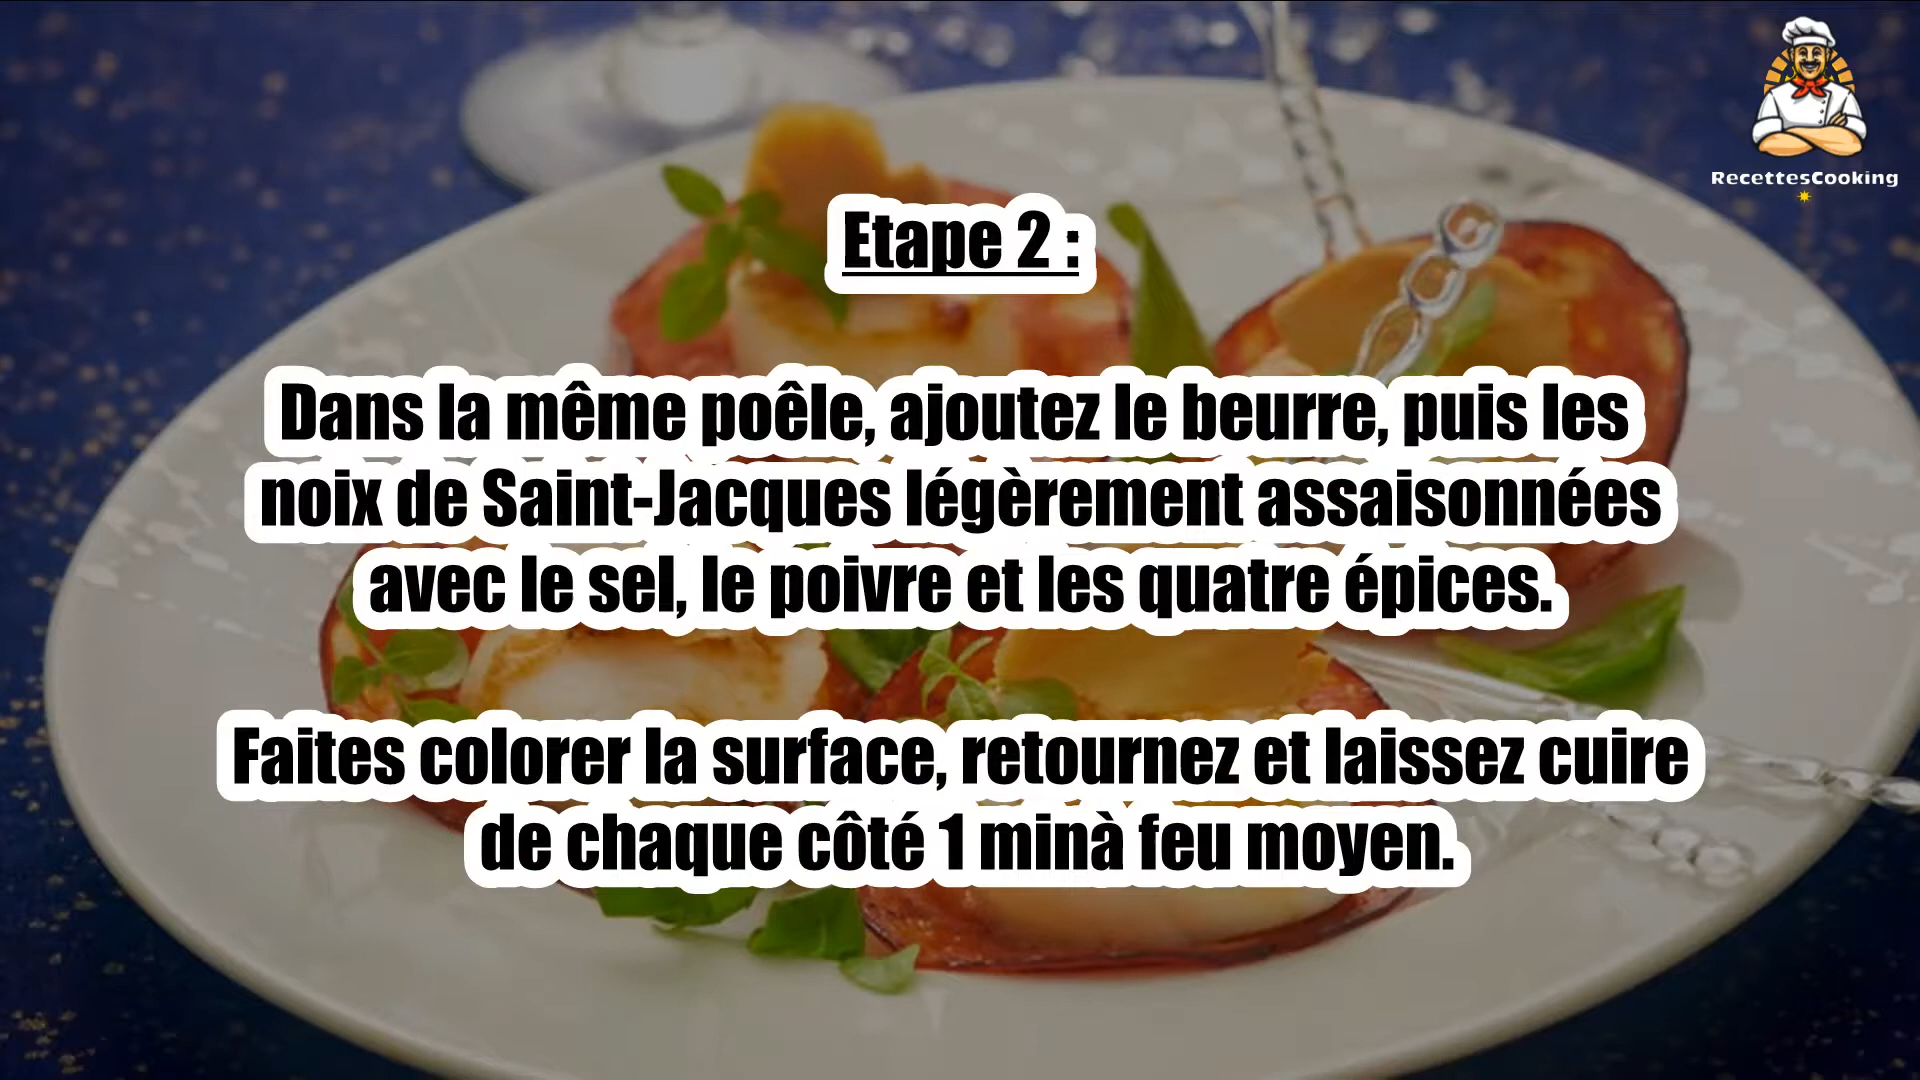 RecettesCooking
Etape 2 :
Dans la même poêle, ajoutez le beurre, puis les
noix de Saint-Jacques légèrement assaisonnées
avec le sel, le poivre et les quatre épices.
Faites colorer la surface, retournez et laissez cuire
de chaque côté 1 minà feu moyen.